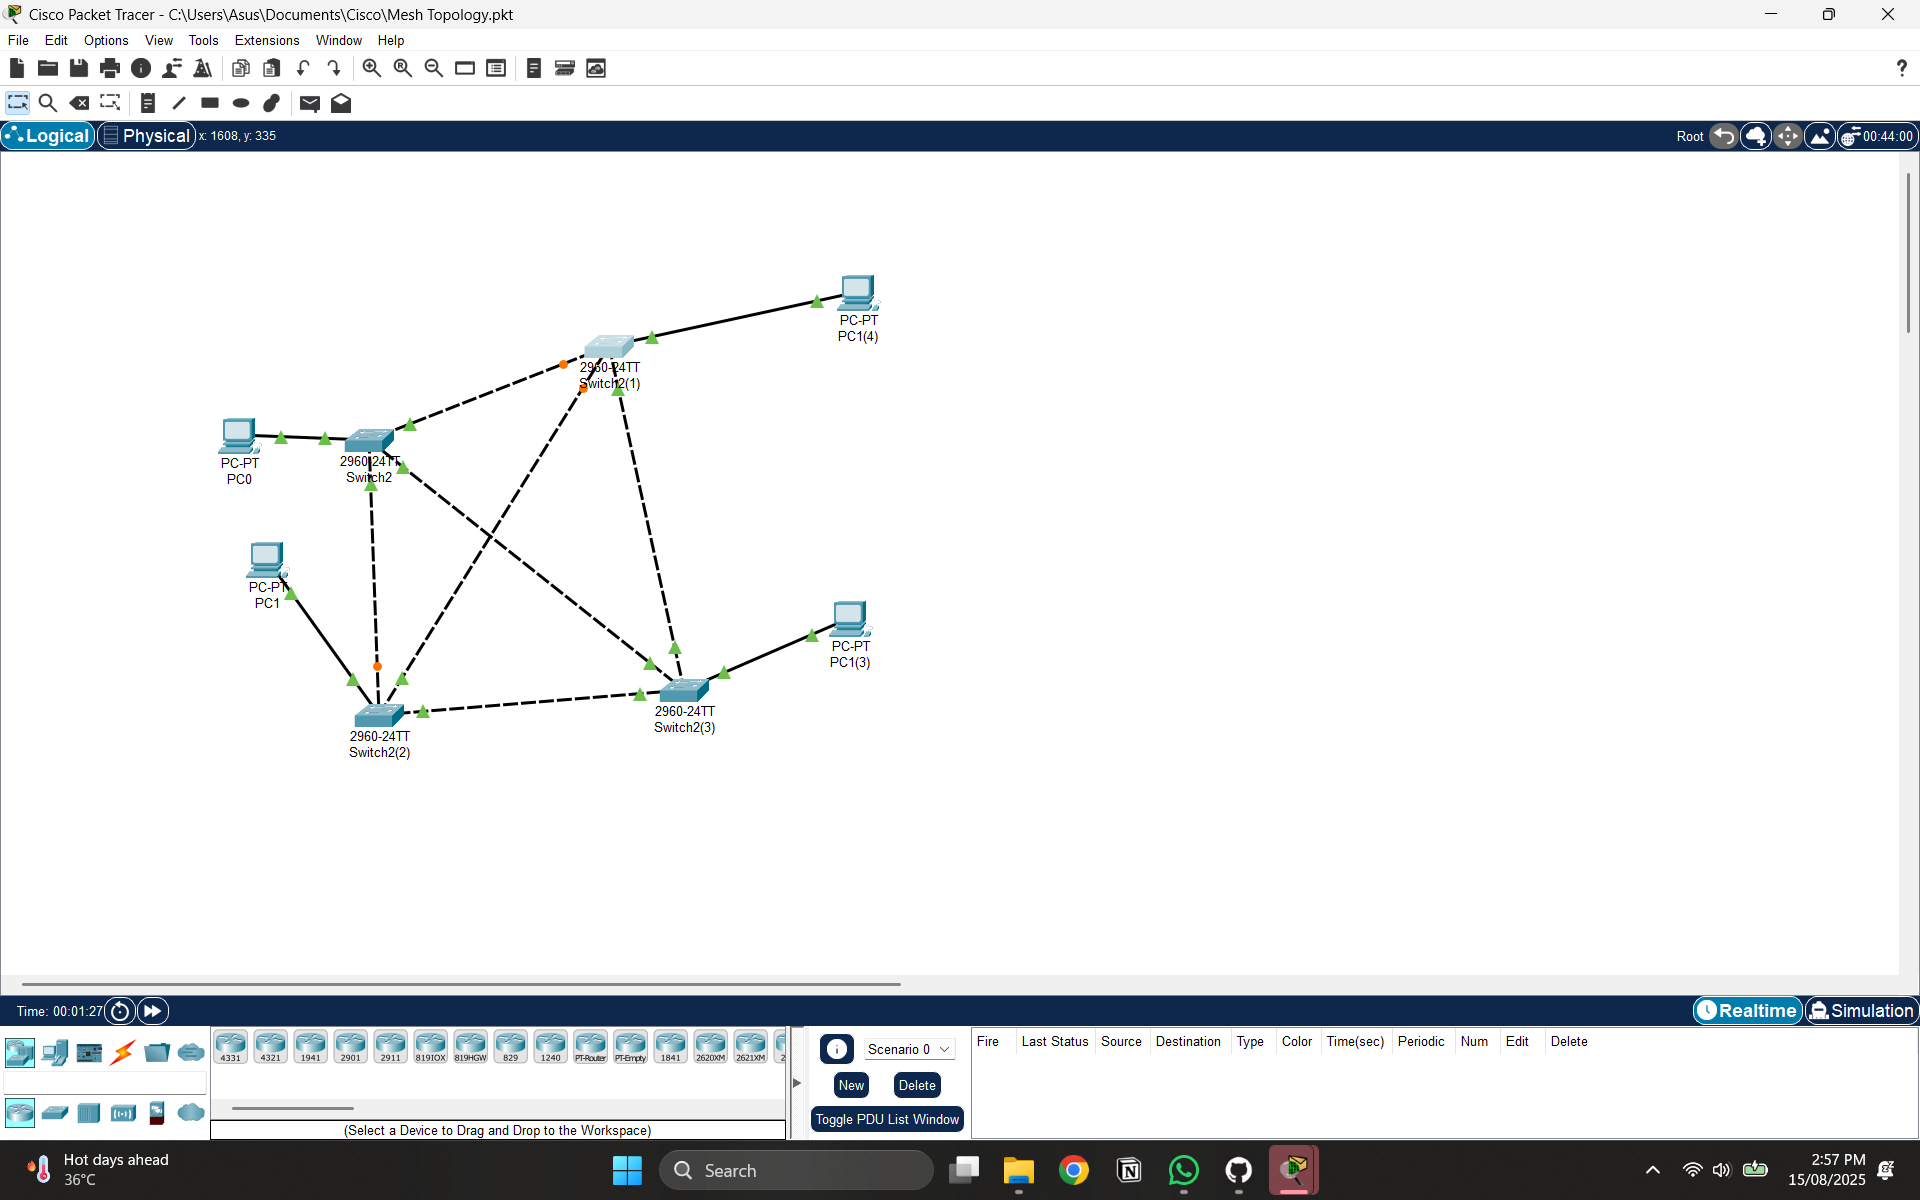 Cisco Packet Tracer - C:\Users\Asus\Documents\Cisco\Mesh Topology.pkt
File Edit Options View Tools Extensions Window Help
?
Logical Physical x: 1608, y: 335 Root 00:44:00
PC-PT
PC1(4)
2960-24TT
Switch2(1)
PC-PT
PC0
2960-24TT
Switch2
PC-PT
PC1
PC-PT
PC1(3)
2960-24TT
Switch2(3)
2960-24TT
Switch2(2)
Time: 00:01:27 Realtime Simulation
4331 4321 1941 2901 2911 819IOX 819HGW 829 1240 PT-Router PT-Empty 1841 2620XM 2621XM 2
(Select a Device to Drag and Drop to the Workspace)
Scenario 0
New Delete
Toggle PDU List Window
Fire Last Status Source Destination Type Color Time(sec) Periodic Num Edit Delete
Hot days ahead
36°C
Search
2:57 PM
15/08/2025